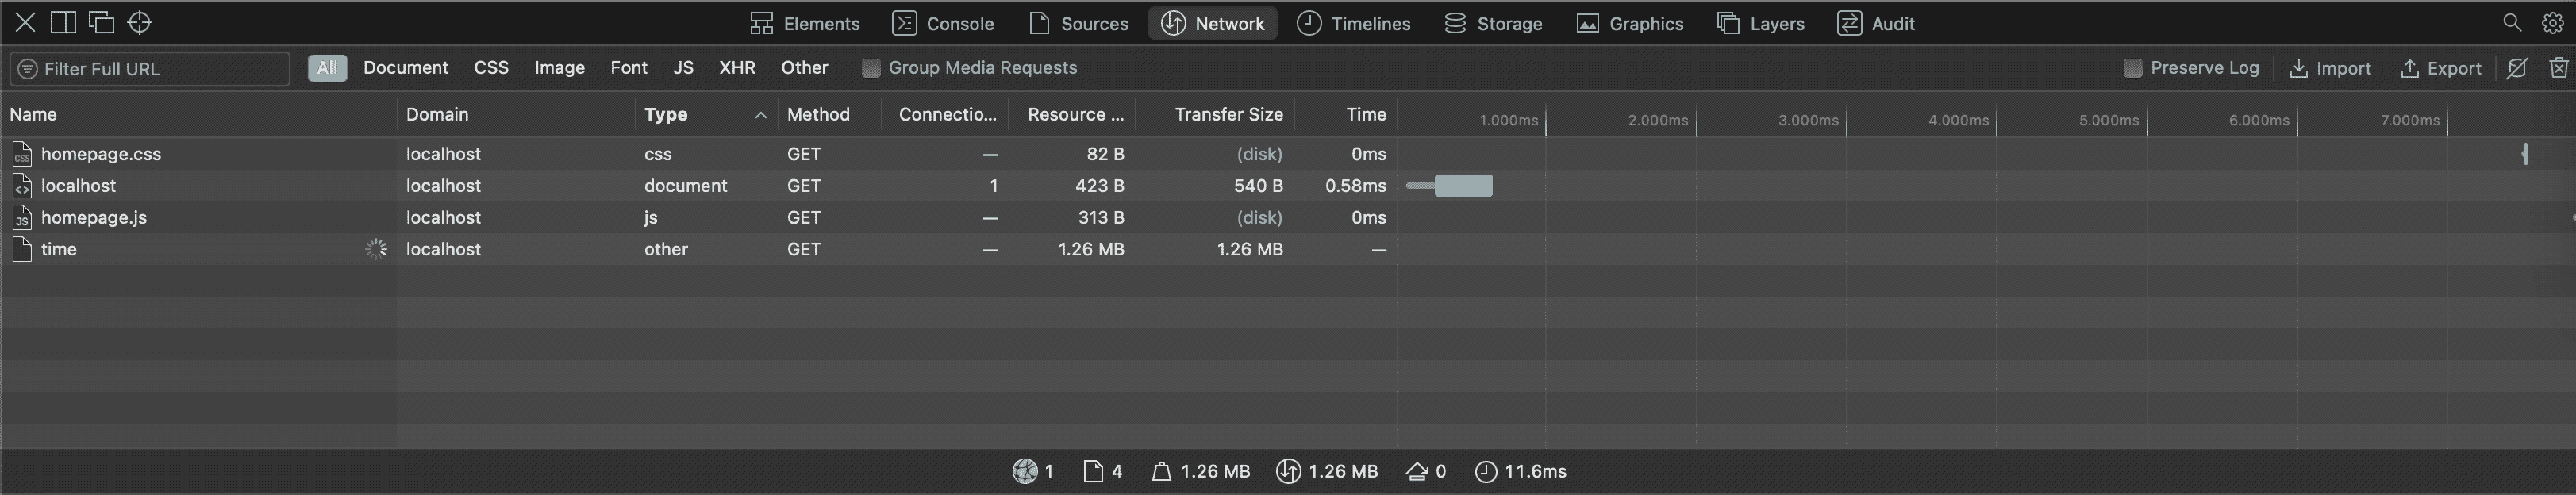 Elements Console Sources Network Timelines Storage Graphics Layers Audit
Filter Full URL All Document CSS Image Font JS XHR Other Group Media Requests Preserve Log Import Export
Name Domain Type Method Connectio... Resource ... Transfer Size Time 1.000ms 2.000ms 3.000ms 4.000ms 5.000ms 6.000ms 7.000ms
CSS homepage.css localhost css GET — 82 B (disk) 0ms
localhost localhost document GET 1 423 B 540 B 0.58ms
JS homepage.js localhost js GET — 313 B (disk) 0ms
time localhost other GET — 1.26 MB 1.26 MB —
1 4 1.26 MB 1.26 MB 0 11.6ms